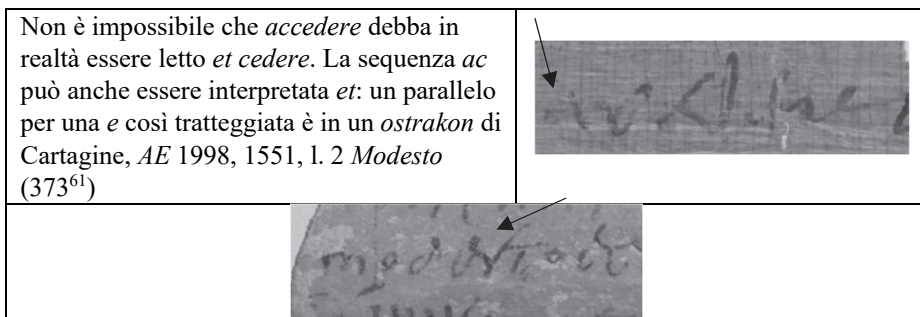 Non è impossibile che accedere debba in
realtà essere letto et cedere. La sequenza ac
può anche essere interpretata et: un parallelo
per una e così tratteggiata è in un ostrakon di
Cartagine, AE 1998, 1551, l. 2 Modesto
(373⁶¹)